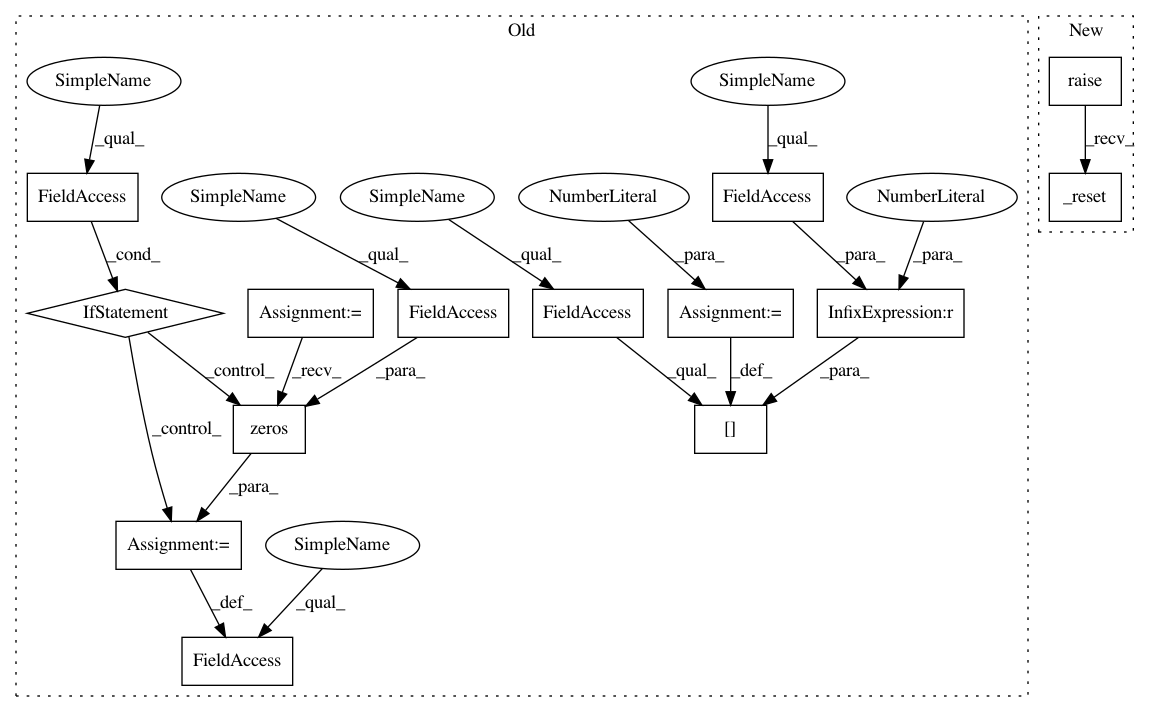 Old
New
SimpleName
SimpleName
raise
_qual_
_qual_
_recv_
FieldAccess
SimpleName
SimpleName
NumberLiteral
FieldAccess
NumberLiteral
_reset
_cond_
_qual_
_qual_
_para_
_para_
_para_
IfStatement
Assignment:=
FieldAccess
FieldAccess
Assignment:=
InfixExpression:r
_control_
_recv_
_para_
_qual_
_def_
_para_
_control_
zeros
[]
_para_
Assignment:=
SimpleName
_def_
_qual_
FieldAccess